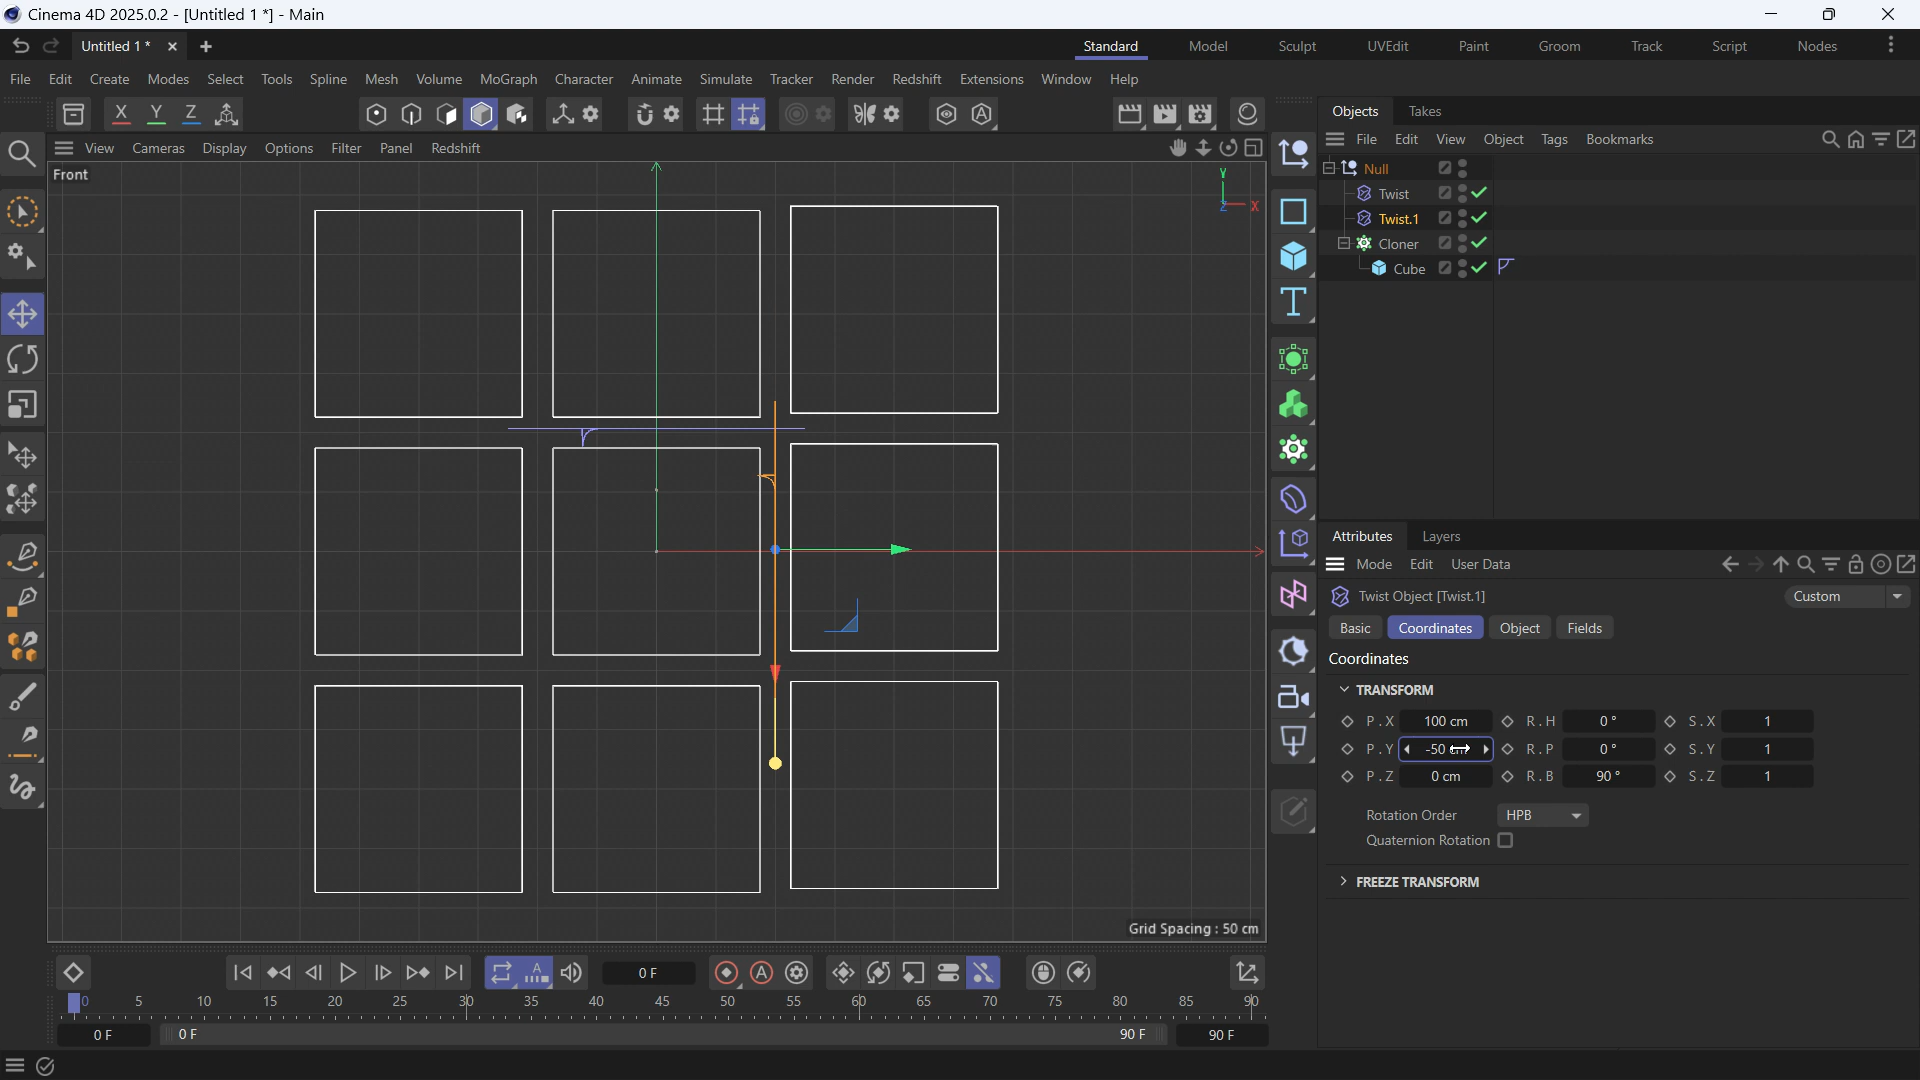 Cinema 4D 2025.0.2 - [Untitled 1 *] - Main
Untitled 1 *
Standard Model Sculpt UVEdit Paint Groom Track Script Nodes
File Edit Create Modes Select Tools Spline Mesh Volume MoGraph Character Animate Simulate Tracker Render Redshift Extensions Window Help
X Y Z
Objects Takes
File Edit View Object Tags Bookmarks
View Cameras Display Options Filter Panel Redshift
Front
Y
Z X
Null
Twist
Twist.1
Cloner
Cube
Attributes Layers
Mode Edit User Data
Twist Object [Twist.1]
Custom
Basic Coordinates Object Fields
Coordinates
TRANSFORM
P . X 100 cm R . H 0 ° S . X 1
P . Y -50 R . P 0 ° S . Y 1
P . Z 0 cm R . B 90 ° S . Z 1
Rotation Order HPB
Quaternion Rotation
FREEZE TRANSFORM
Grid Spacing : 50 cm
0 F
0 5 10 15 20 25 30 35 40 45 50 55 60 65 70 75 80 85 90
0 F 0 F 90 F 90 F